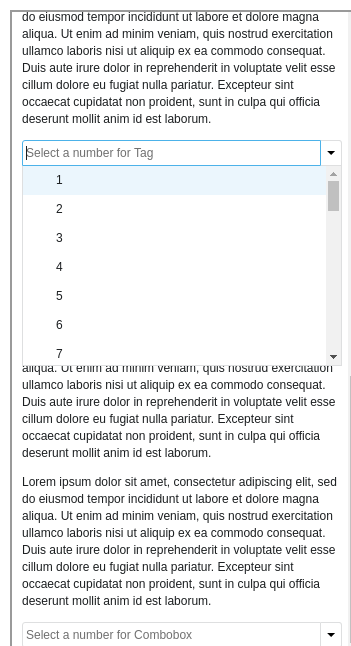 do eiusmod tempor incididunt ut labore et dolore magna
aliqua. Ut enim ad minim veniam, quis nostrud exercitation
ullamco laboris nisi ut aliquip ex ea commodo consequat.
Duis aute irure dolor in reprehenderit in voluptate velit esse
cillum dolore eu fugiat nulla pariatur. Excepteur sint
occaecat cupidatat non proident, sunt in culpa qui officia
deserunt mollit anim id est laborum.
Select a number for Tag
1
2
3
4
5
6
7
aliqua. Ut enim ad minim veniam, quis nostrud exercitation
ullamco laboris nisi ut aliquip ex ea commodo consequat.
Duis aute irure dolor in reprehenderit in voluptate velit esse
cillum dolore eu fugiat nulla pariatur. Excepteur sint
occaecat cupidatat non proident, sunt in culpa qui officia
deserunt mollit anim id est laborum.
Lorem ipsum dolor sit amet, consectetur adipiscing elit, sed
do eiusmod tempor incididunt ut labore et dolore magna
aliqua. Ut enim ad minim veniam, quis nostrud exercitation
ullamco laboris nisi ut aliquip ex ea commodo consequat.
Duis aute irure dolor in reprehenderit in voluptate velit esse
cillum dolore eu fugiat nulla pariatur. Excepteur sint
occaecat cupidatat non proident, sunt in culpa qui officia
deserunt mollit anim id est laborum.
Select a number for Combobox